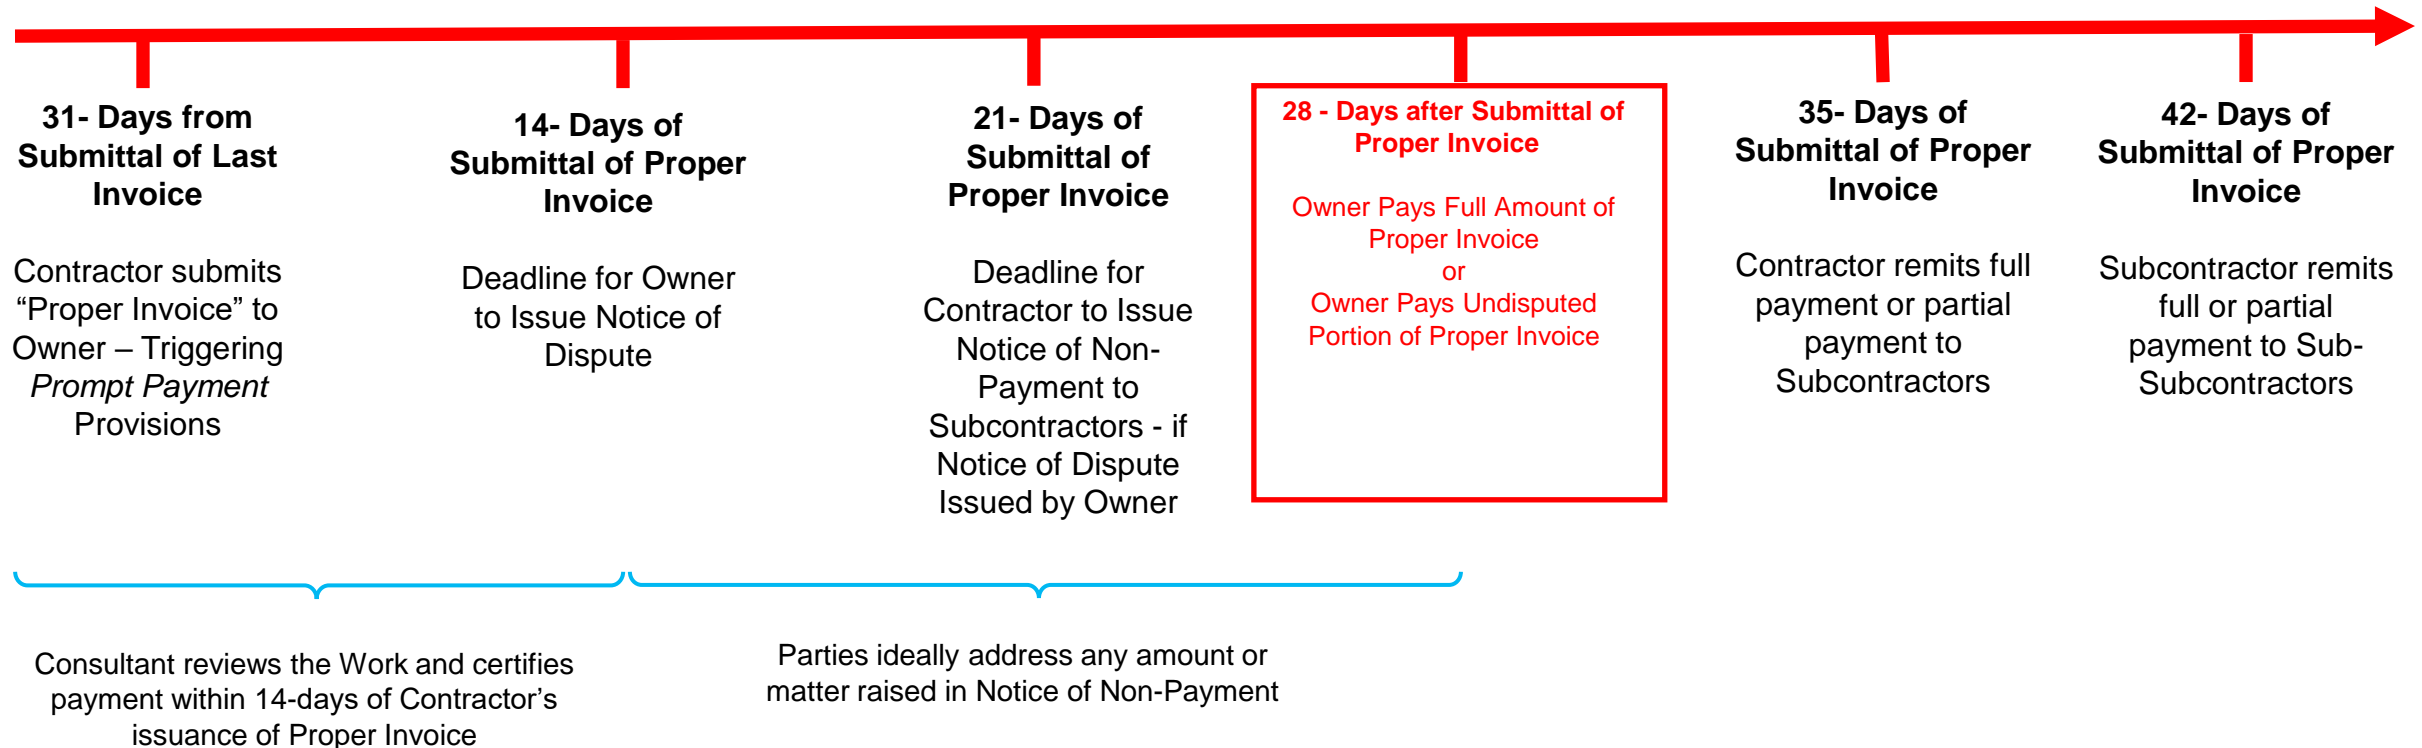 31- Days from
Submittal of Last
Invoice
Contractor submits
“Proper Invoice” to
Owner – Triggering
Prompt Payment
Provisions
14- Days of
Submittal of Proper
Invoice
Deadline for Owner
to Issue Notice of
Dispute
21- Days of
Submittal of
Proper Invoice
Deadline for
Contractor to Issue
Notice of Non-
Payment to
Subcontractors - if
Notice of Dispute
Issued by Owner
28 - Days after Submittal of
Proper Invoice
Owner Pays Full Amount of
Proper Invoice
or
Owner Pays Undisputed
Portion of Proper Invoice
35- Days of
Submittal of Proper
Invoice
Contractor remits full
payment or partial
payment to
Subcontractors
42- Days of
Submittal of Proper
Invoice
Subcontractor remits
full or partial
payment to Sub-
Subcontractors
Consultant reviews the Work and certifies
payment within 14-days of Contractor’s
issuance of Proper Invoice
Parties ideally address any amount or
matter raised in Notice of Non-Payment